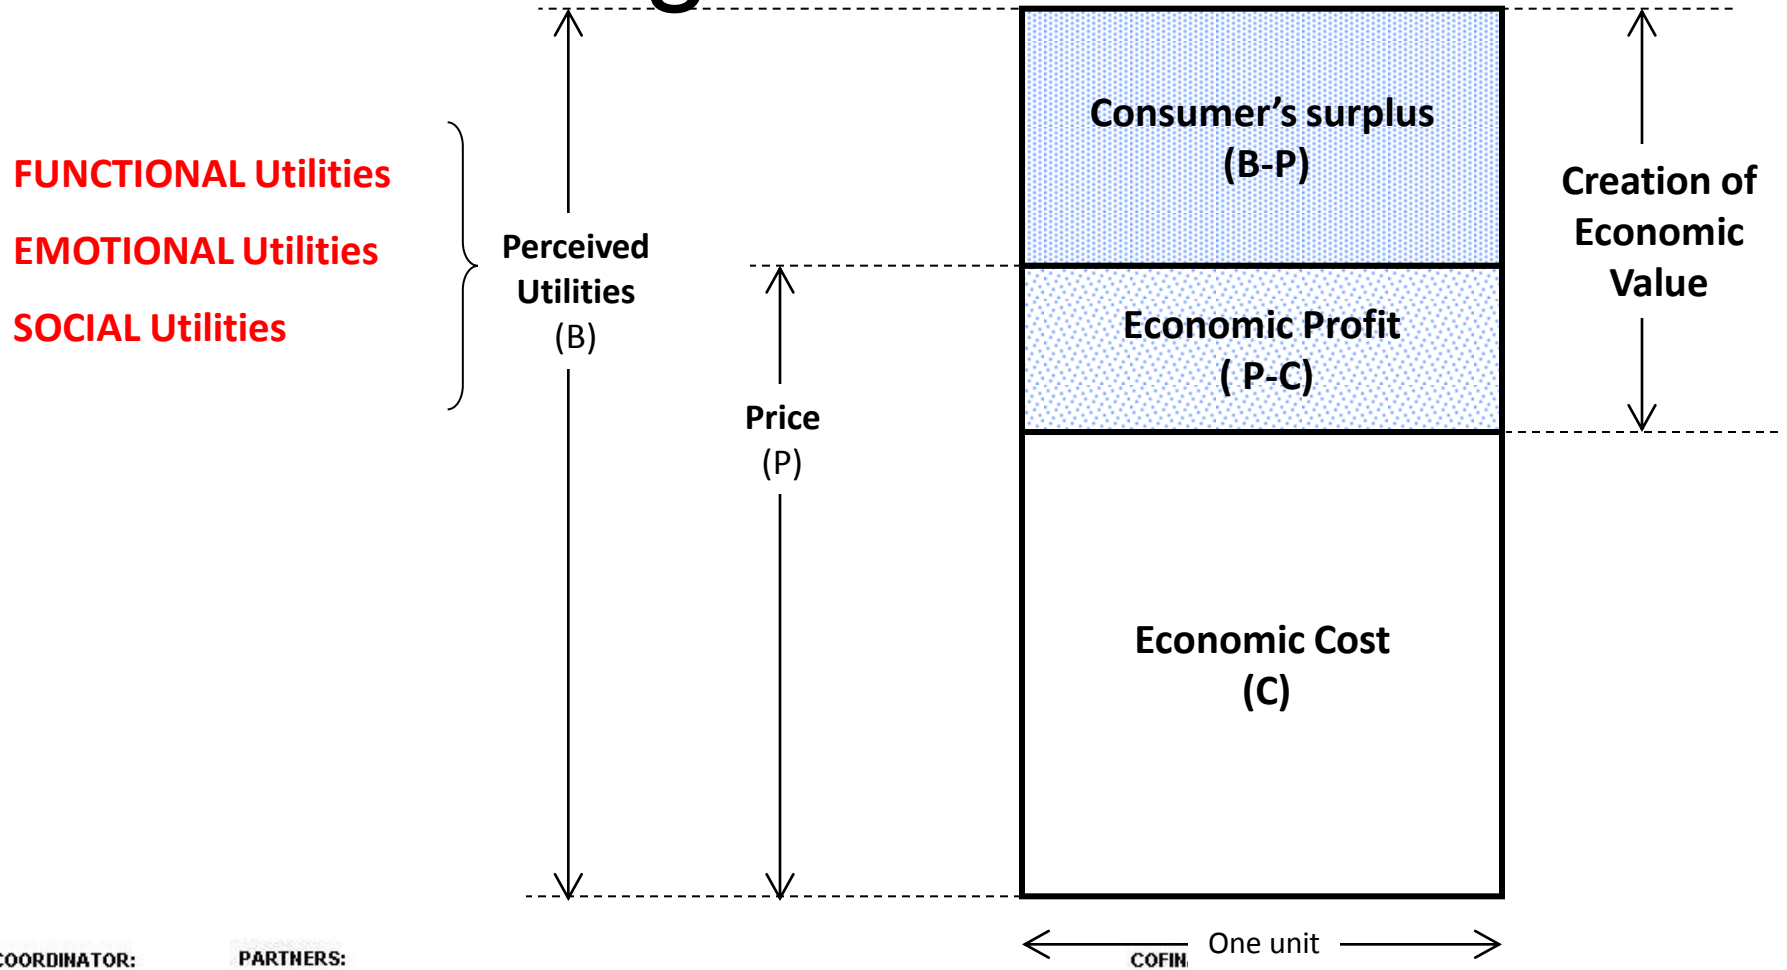 Consumer's surplus
(B-P)
FUNCTIONAL Utilities
EMOTIONAL Utilities
SOCIAL Utilities
Perceived
Utilities
(B)
Price
(P)
Creation of
Economic
Value
Economic Profit
( P-C)
Economic Cost
(C)
One unit
COORDINATOR:
PARTNERS:
COFIN